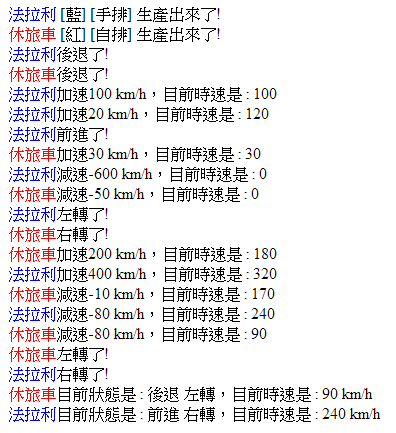 法拉利 [藍] [手排] 生產出來了!
休旅車 [紅] [自排] 生產出來了!
法拉利後退了!
休旅車後退了!
法拉利加速100 km/h，目前時速是 : 100
法拉利加速20 km/h，目前時速是 : 120
法拉利前進了!
休旅車加速30 km/h，目前時速是 : 30
法拉利減速-600 km/h，目前時速是 : 0
休旅車減速-50 km/h，目前時速是 : 0
法拉利左轉了!
休旅車右轉了!
休旅車加速200 km/h，目前時速是 : 180
法拉利加速400 km/h，目前時速是 : 320
休旅車減速-10 km/h，目前時速是 : 170
法拉利減速-80 km/h，目前時速是 : 240
休旅車減速-80 km/h，目前時速是 : 90
休旅車左轉了!
法拉利右轉了!
休旅車目前狀態是 : 後退 左轉，目前時速是 : 90 km/h
法拉利目前狀態是 : 前進 右轉，目前時速是 : 240 km/h